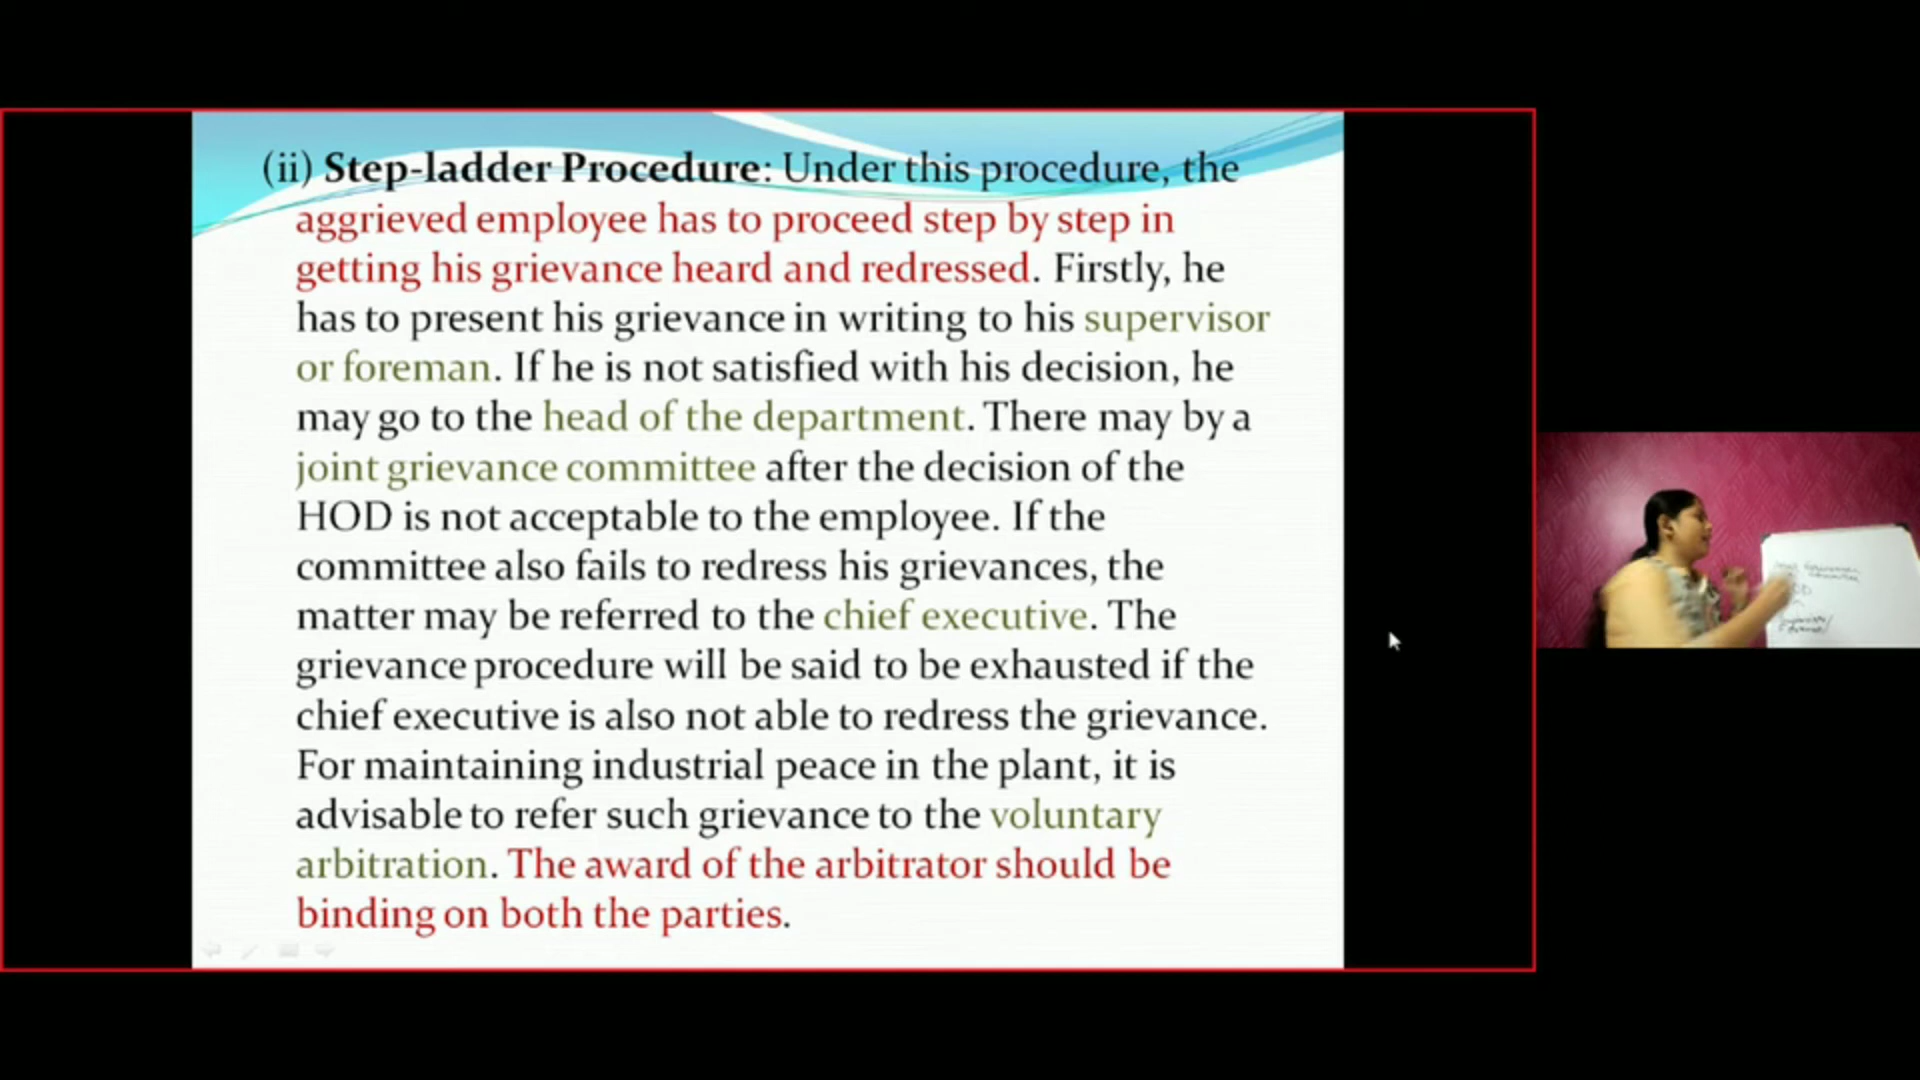 (ii) Step-ladder Procedure: Under this procedure, the
aggrieved employee has to proceed step by step in
getting his grievance heard and redressed. Firstly, he
has to present his grievance in writing to his supervisor
or foreman. If he is not satisfied with his decision, he
may go to the head of the department. There may by a
joint grievance committee after the decision of the
HOD is not acceptable to the employee. If the
committee also fails to redress his grievances, the
matter may be referred to the chief executive. The
grievance procedure will be said to be exhausted if the
chief executive is also not able to redress the grievance.
For maintaining industrial peace in the plant, it is
advisable to refer such grievance to the voluntary
arbitration. The award of the arbitrator should be
binding on both the parties.